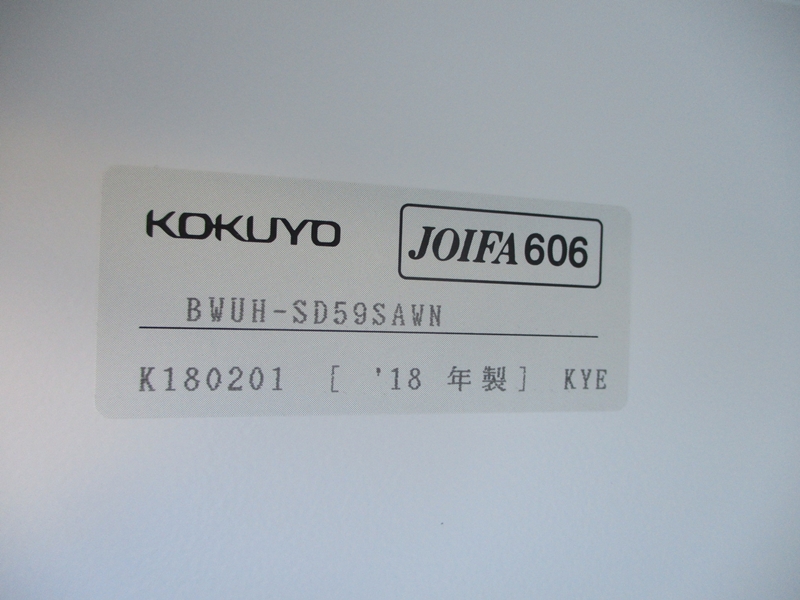 KOKUYO JOIFA606
BWUH-SD59SAWN
K180201 [ '18 年製] KYE